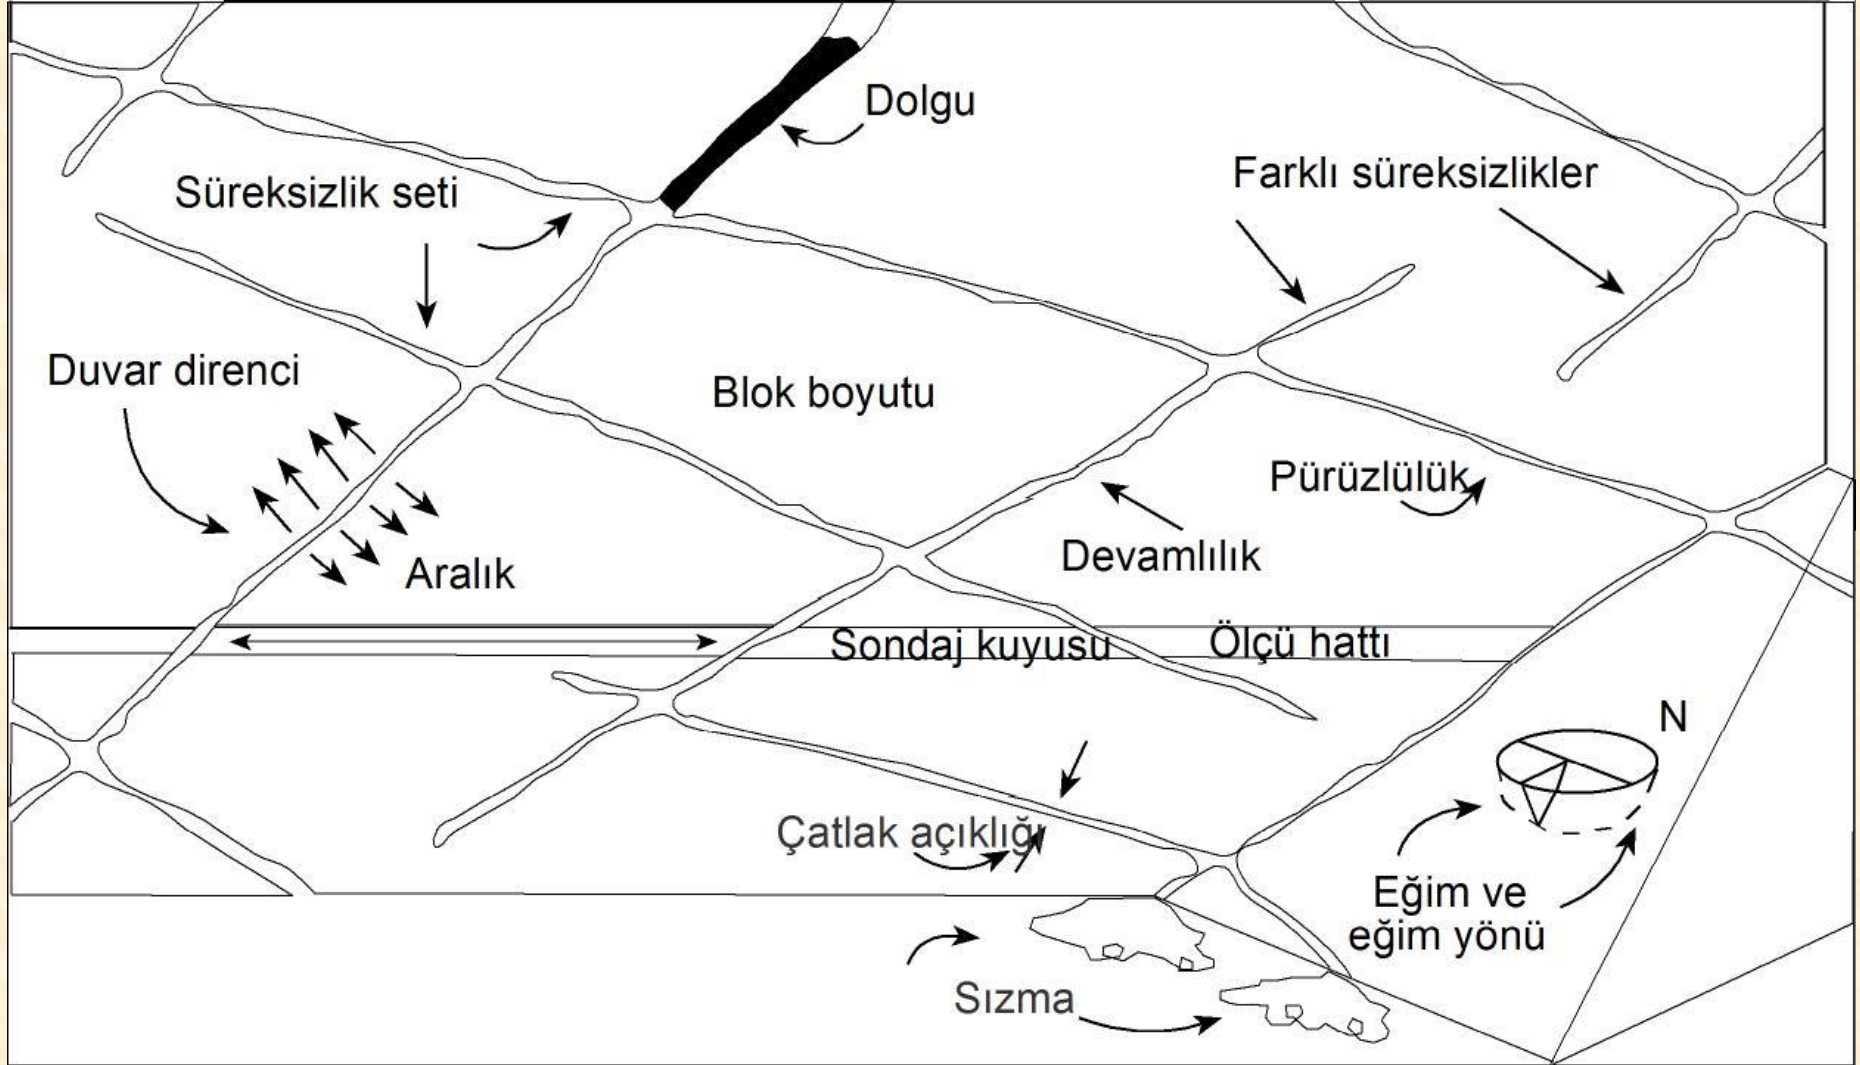 Dolgu
Farklı süreksizlikler
Süreksizlik seti
Duvar direnci
Blok boyutu
Pürüzlülük
Devamlılık
Aralık
Sondaj kuyusu
Ölçü hattı
N
Çatlak açıklığı
Eğim ve
eğim yönü
Sızma